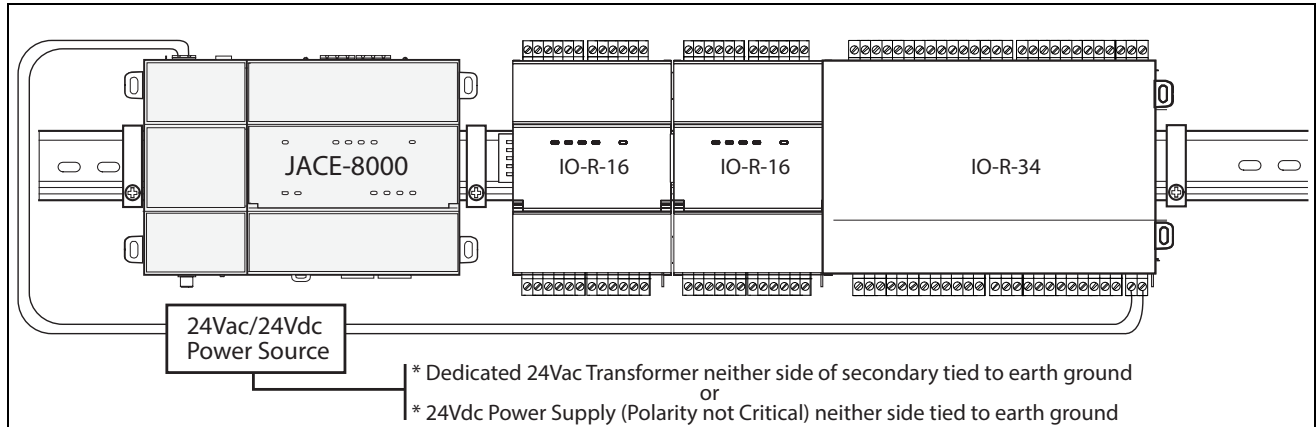 JACE-8000
IO-R-16
IO-R-16
IO-R-34
24Vac/24Vdc
Power Source
* Dedicated 24Vac Transformer neither side of secondary tied to earth ground
or
* 24Vdc Power Supply (Polarity not Critical) neither side tied to earth ground